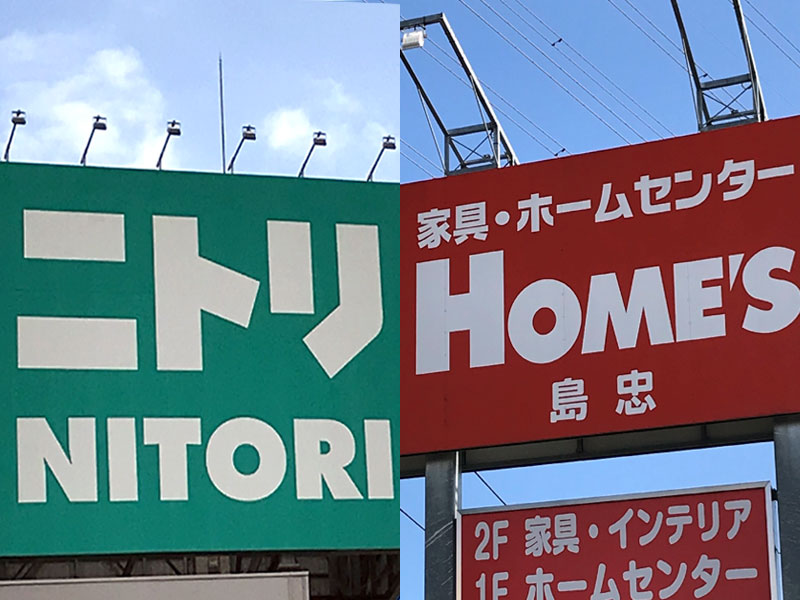 ニトリ
NITORI
家具・ホームセンター
HOME'S
島忠
2F 家具・インテリア
1F ホームセンター